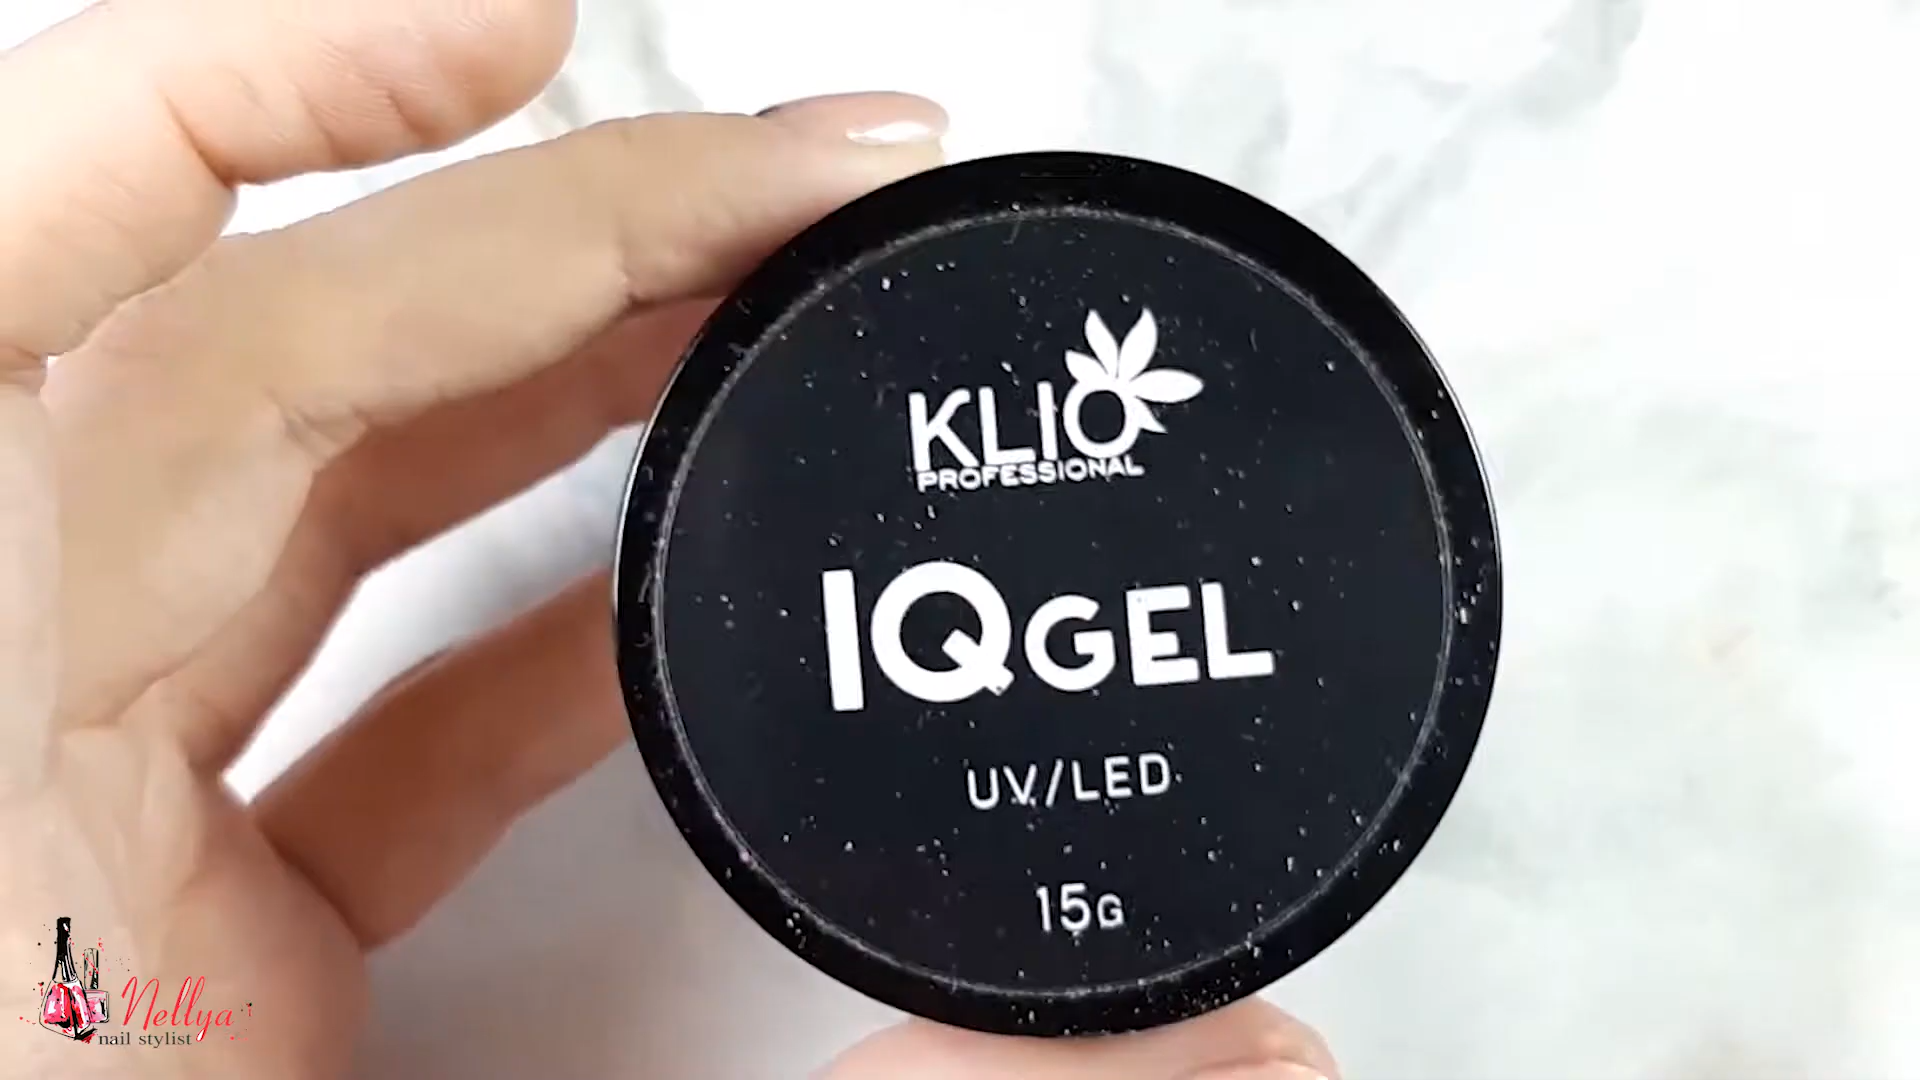 KLIO
PROFESSIONAL
IQGEL
UV/LED
15G
Nellya
nail stylist